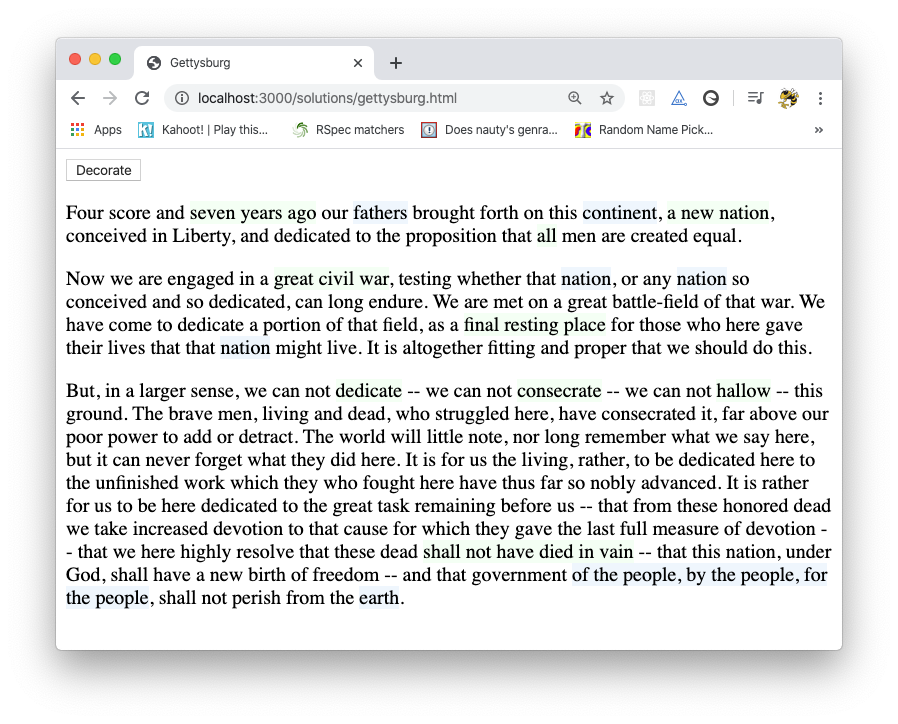 Gettysburg
localhost:3000/solutions/gettysburg.html
Apps Kahoot! | Play this... RSpec matchers Does nauty's genra... Random Name Pick... »
Decorate
Four score and seven years ago our fathers brought forth on this continent, a new nation,
conceived in Liberty, and dedicated to the proposition that all men are created equal.
Now we are engaged in a great civil war, testing whether that nation, or any nation so
conceived and so dedicated, can long endure. We are met on a great battle-field of that war. We
have come to dedicate a portion of that field, as a final resting place for those who here gave
their lives that that nation might live. It is altogether fitting and proper that we should do this.
But, in a larger sense, we can not dedicate -- we can not consecrate -- we can not hallow -- this
ground. The brave men, living and dead, who struggled here, have consecrated it, far above our
poor power to add or detract. The world will little note, nor long remember what we say here,
but it can never forget what they did here. It is for us the living, rather, to be dedicated here to
the unfinished work which they who fought here have thus far so nobly advanced. It is rather
for us to be here dedicated to the great task remaining before us -- that from these honored dead
we take increased devotion to that cause for which they gave the last full measure of devotion -
- that we here highly resolve that these dead shall not have died in vain -- that this nation, under
God, shall have a new birth of freedom -- and that government of the people, by the people, for
the people, shall not perish from the earth.